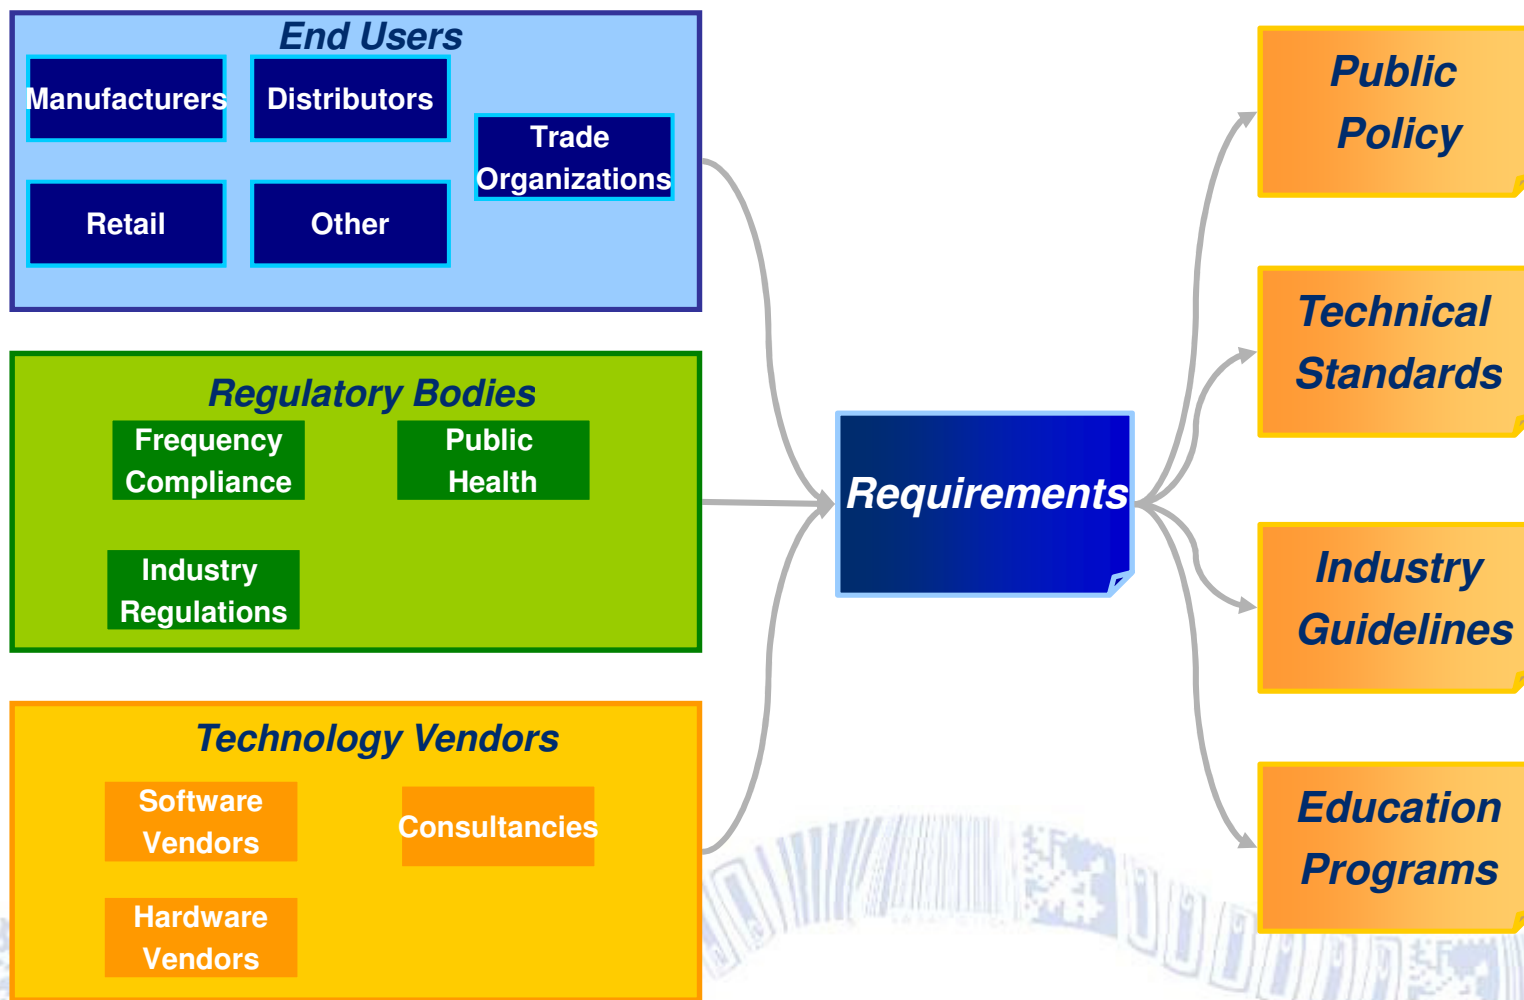 End Users
Manufacturers
Distributors
Trade
Organizations
Retail
Other
Regulatory Bodies
Frequency
Compliance
Public
Health
Industry
Regulations
Technology Vendors
Software
Vendors
Consultancies
Hardware
Vendors
Requirements
Public
Policy
Technical
Standards
Industry
Guidelines
Education
Programs